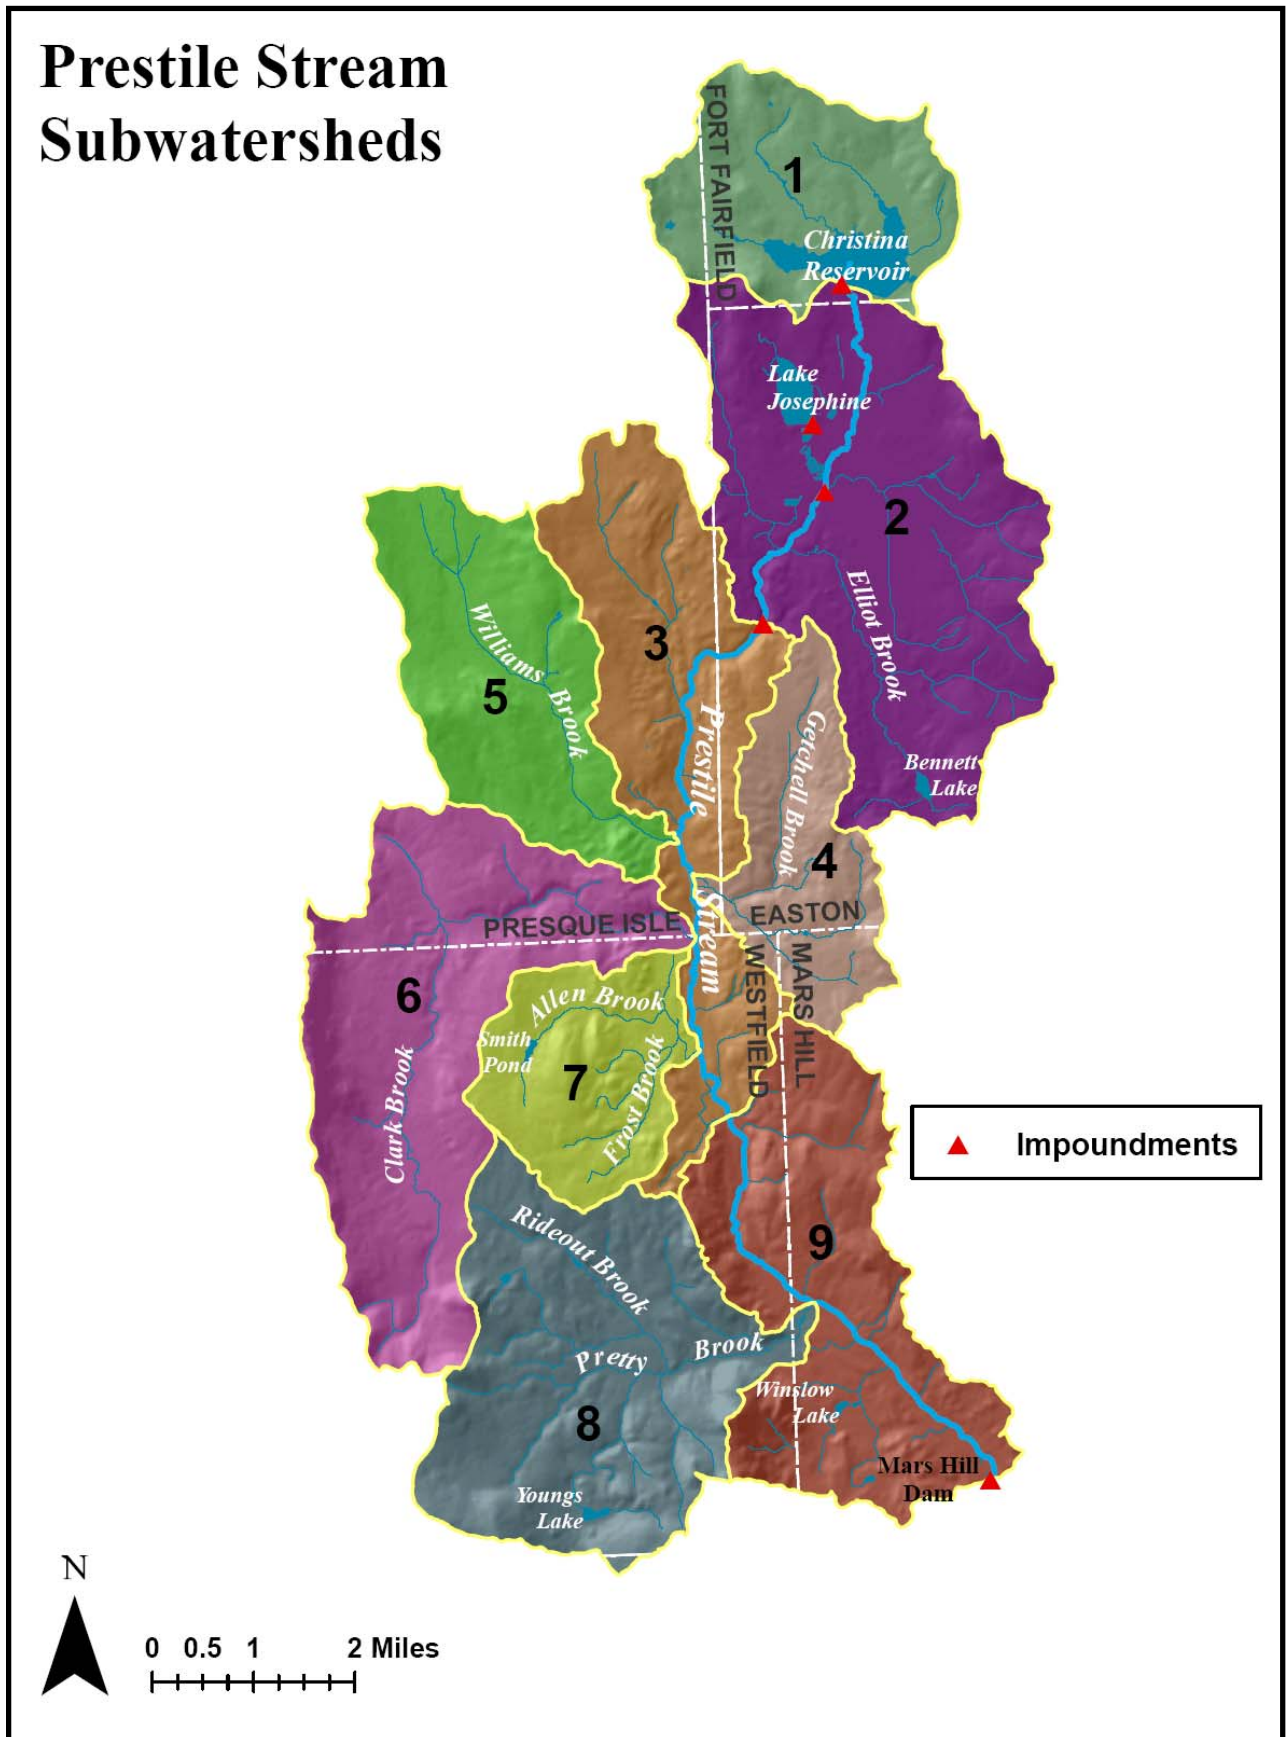 Prestile Stream
Subwatersheds
FORT FAIRFIELD
1
Christina
Reservoir
Lake
Josephine
2
Elliot Brook
3
Williams Brook
5
Prestile Stream
Getchell Brook
Bennett
Lake
4
EASTON
PRESQUE ISLE
WESTFIELD
MARS HILL
6
Allen Brook
Smith
Pond
7
Frost Brook
Clark Brook
Impoundments
Rideout Brook
9
Pretty Brook
Winslow
Lake
8
Mars Hill
Dam
Youngs
Lake
N
0 0.5 1 2 Miles